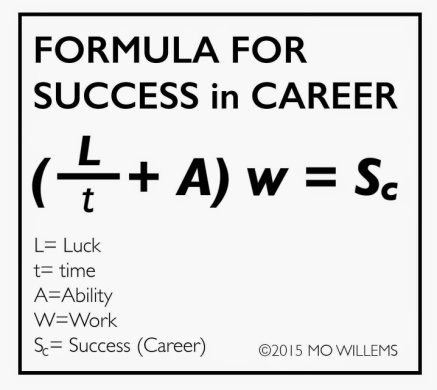 FORMULA FOR
SUCCESS in CAREER
(L/t + A) w = Sc
L= Luck
t= time
A=Ability
W=Work
Sc= Success (Career)
©2015 MO WILLEMS